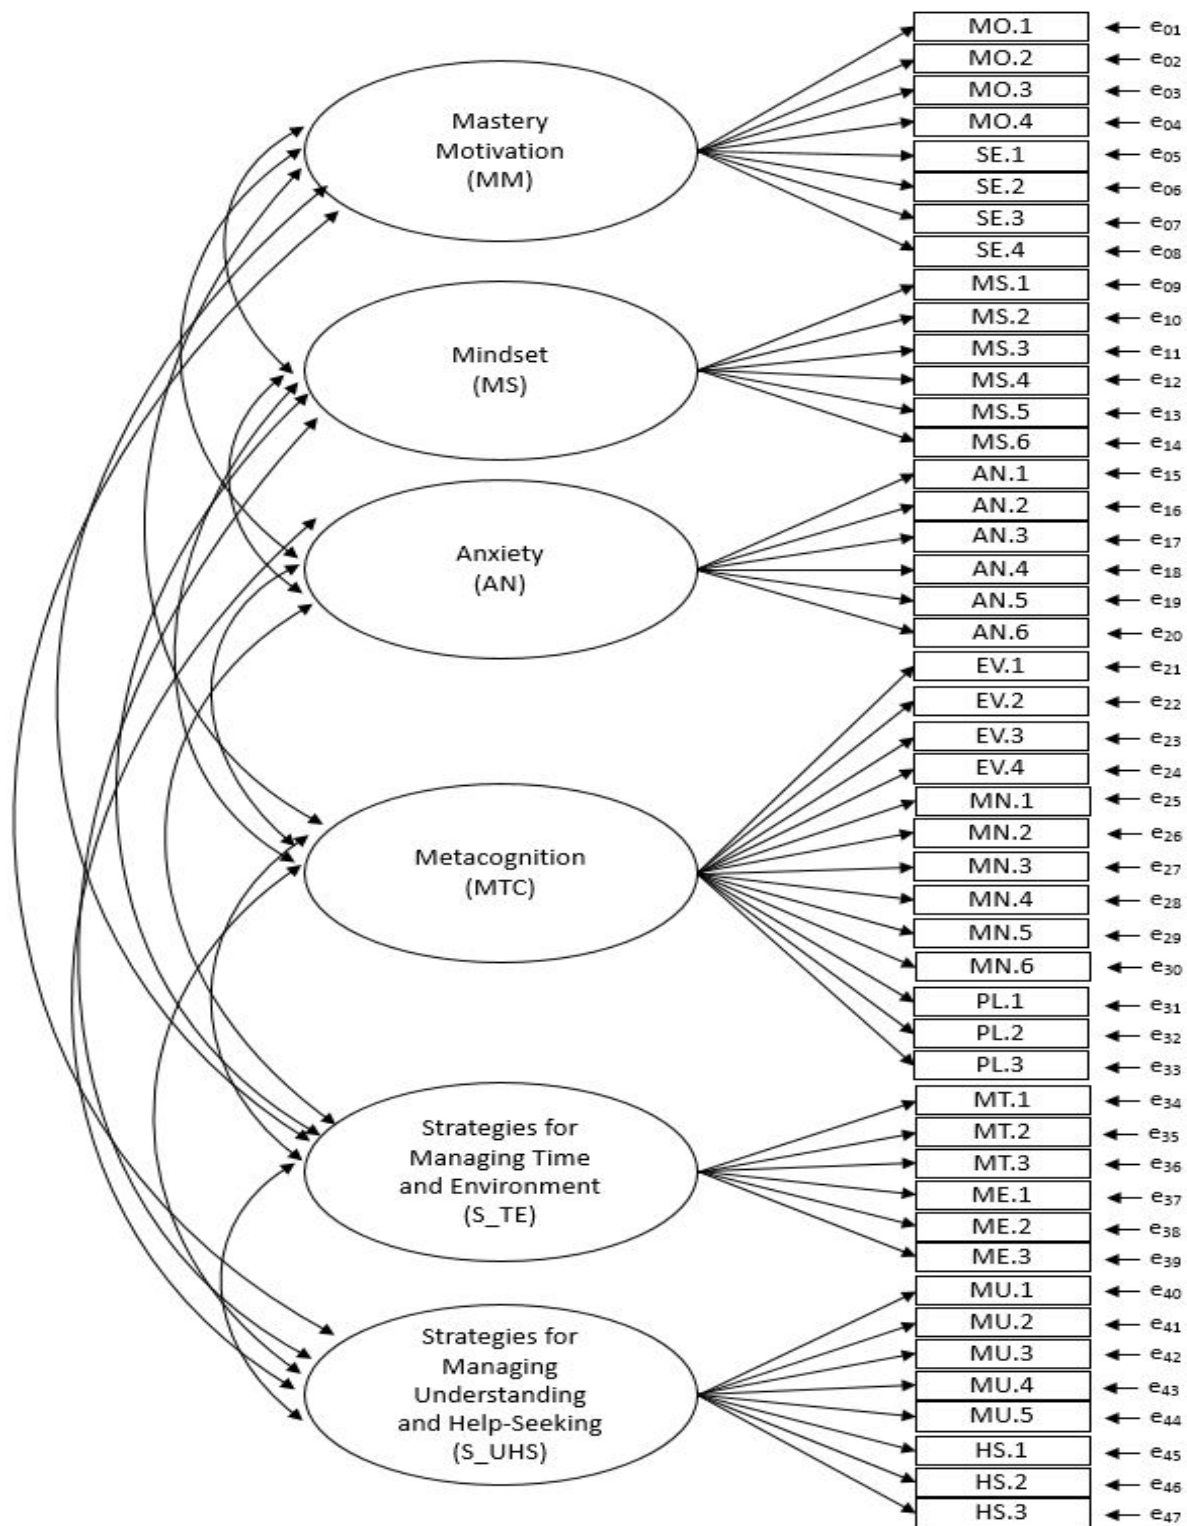 MO.1 e01
MO.2 e02
MO.3 e03
MO.4 e04
SE.1 e05
SE.2 e06
SE.3 e07
SE.4 e08
Mastery
Motivation
(MM)
MS.1 e09
MS.2 e10
MS.3 e11
MS.4 e12
MS.5 e13
MS.6 e14
Mindset
(MS)
AN.1 e15
AN.2 e16
AN.3 e17
AN.4 e18
AN.5 e19
AN.6 e20
Anxiety
(AN)
EV.1 e21
EV.2 e22
EV.3 e23
EV.4 e24
MN.1 e25
MN.2 e26
MN.3 e27
MN.4 e28
MN.5 e29
MN.6 e30
PL.1 e31
PL.2 e32
PL.3 e33
Metacognition
(MTC)
MT.1 e34
MT.2 e35
MT.3 e36
ME.1 e37
ME.2 e38
ME.3 e39
Strategies for
Managing Time
and Environment
(S_TE)
MU.1 e40
MU.2 e41
MU.3 e42
MU.4 e43
MU.5 e44
HS.1 e45
HS.2 e46
HS.3 e47
Strategies for
Managing
Understanding
and Help-Seeking
(S_UHS)